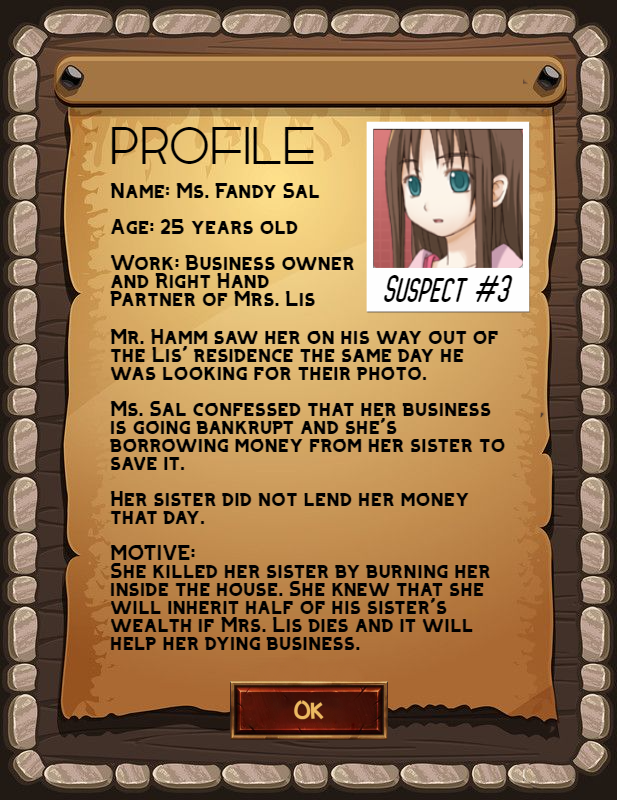 PROFILE
Name: Ms. Fandy Sal
Age: 25 years old
Work: Business owner
and Right Hand
Partner of Mrs. Lis
SUSPECT #3
Mr. Hamm saw her on his way out of
the Lis' residence the same day he
was looking for their photo.
Ms. Sal confessed that her business
is going bankrupt and she's
borrowing money from her sister to
save it.
Her sister did not lend her money
that day.
MOTIVE:
She killed her sister by burning her
inside the house. She knew that she
will inherit half of his sister's
wealth if Mrs. Lis dies and it will
help her dying business.
OK